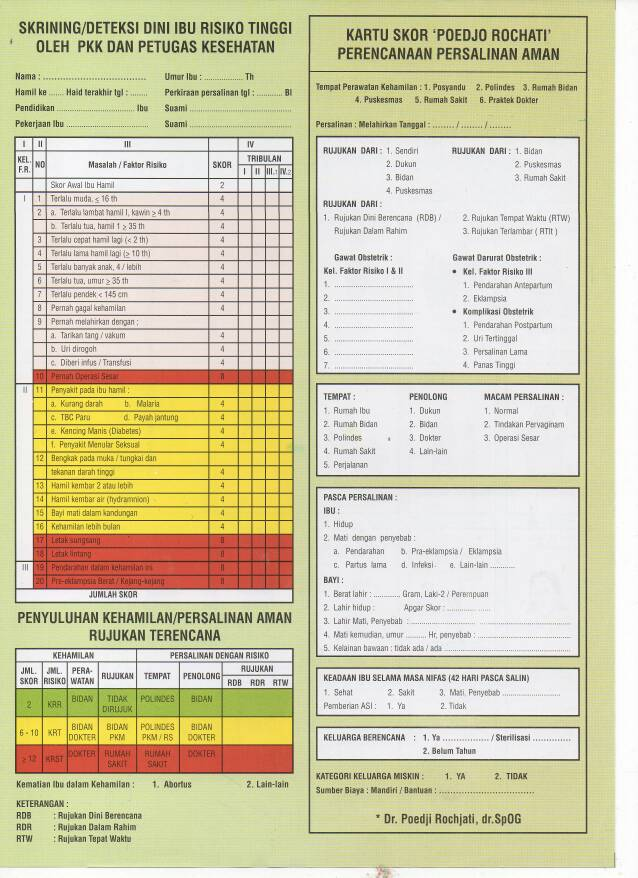 SKRINING/DETEKSI DINI IBU RISIKO TINGGI
OLEH PKK DAN PETUGAS KESEHATAN
Nama : .................................. Umur Ibu : .................. Th
Hamil ke ....... Haid terakhir tgl : ....... Perkiraan persalinan tgl : ............ Bl
Pendidikan .......................... Ibu Suami ..................................
Pekerjaan Ibu ........................... Suami ..................................
I II III IV
KEL. F.R. NO Masalah / Faktor Risiko SKOR TRIBULAN
I II III.1 IV.2
Skor Awal Ibu Hamil 2
I 1 Terlalu muda, ≤ 16 th 4
2 a. Terlalu lambat hamil I, kawin ≥ 4 th 4
b. Terlalu tua, hamil 1 ≥ 35 th 4
3 Terlalu cepat hamil lagi (< 2 th) 4
4 Terlalu lama hamil lagi (≥ 10 th) 4
5 Terlalu banyak anak, 4 / lebih 4
6 Terlalu tua, umur ≥ 35 th 4
7 Terlalu pendek < 145 cm 4
8 Pernah gagal kehamilan 4
9 Pernah melahirkan dengan ;
a. Tarikan tang / vakum 4
b. Uri dirogoh 4
c. Diberi infus / Transfusi 4
10 Pernah Operasi Sesar 8
II 11 Penyakit pada ibu hamil :
a. Kurang darah b. Malaria 4
c. TBC Paru d. Payah jantung 4
e. Kencing Manis (Diabetes) 4
f. Penyakit Menular Seksual 4
12 Bengkak pada muka / tungkai dan
tekanan darah tinggi 4
13 Hamil kembar 2 atau lebih 4
14 Hamil kembar air (hydramnion) 4
15 Bayi mati dalam kandungan 4
16 Kehamilan lebih bulan 4
17 Letak sungsang 8
18 Letak lintang 8
III 19 Pendarahan dalam kehamilan ini 8
20 Pre-eklampsia Berat / Kejang-kejang 8
JUMLAH SKOR
PENYULUHAN KEHAMILAN/PERSALINAN AMAN
RUJUKAN TERENCANA
KEHAMILAN PERSALINAN DENGAN RISIKO
JML. SKOR JML. RISIKO PERA- WATAN RUJUKAN TEMPAT PENOLONG RUJUKAN
RDB RDR RTW
2 KRR BIDAN TIDAK DIRUJUK POLINDES BIDAN
6 - 10 KRT BIDAN DOKTER BIDAN PKM POLINDES PKM / RS BIDAN DOKTER
≥ 12 KRST DOKTER RUMAH SAKIT RUMAH SAKIT DOKTER
Kematian Ibu dalam Kehamilan : 1. Abortus 2. Lain-lain
KETERANGAN :
RDB : Rujukan Dini Berencana
RDR : Rujukan Dalam Rahim
RTW : Rujukan Tepat Waktu
KARTU SKOR 'POEDJO ROCHATI'
PERENCANAAN PERSALINAN AMAN
Tempat Perawatan Kehamilan : 1. Posyandu 2. Polindes 3. Rumah Bidan
4. Puskesmas 5. Rumah Sakit 6. Praktek Dokter
Persalinan : Melahirkan Tanggal : ........ / ........ / ........
RUJUKAN DARI : 1. Sendiri RUJUKAN DARI : 1. Bidan
2. Dukun 2. Puskesmas
3. Bidan 3. Rumah Sakit
4. Puskesmas
RUJUKAN DARI :
1. Rujukan Dini Berencana (RDB) / 2. Rujukan Tempat Waktu (RTW)
Rujukan Dalam Rahim 3. Rujukan Terlambar ( RTIt )
Gawat Obstetrik : Gawat Darurat Obstetrik :
Kel. Faktor Risiko I & II • Kel. Faktor Risiko III
1. .......................... 1. Pendarahan Antepartum
2. .......................... 2. Eklampsia
3. .......................... • Komplikasi Obstetrik
4. .......................... 1. Pendarahan Postpartum
5. .......................... 2. Uri Tertinggal
6. .......................... 3. Persalinan Lama
7. .......................... 4. Panas Tinggi
TEMPAT : PENOLONG MACAM PERSALINAN :
1. Rumah Ibu 1. Dukun 1. Normal
2. Rumah Bidan 2. Bidan 2. Tindakan Pervaginam
3. Polindes 3. Dokter 3. Operasi Sesar
4. Rumah Sakit 4. Lain-lain
5. Perjalanan
PASCA PERSALINAN :
IBU :
1. Hidup
2. Mati dengan penyebab :
a. Pendarahan b. Pre-eklampsia / Eklampsia
c. Partus lama d. Infeksi e. Lain-lain ..........
BAYI :
1. Berat lahir : ........... Gram, Laki-2 / Perempuan
2. Lahir hidup : Apgar Skor : ................
3. Lahir Mati, Penyebab : ..................................................
4. Mati kemudian, umur ......... Hr, penyebab : ..............................
5. Kelainan bawaan : tidak ada / ada ........................................
KEADAAN IBU SELAMA MASA NIFAS (42 HARI PASCA SALIN)
1. Sehat 2. Sakit 3. Mati, Penyebab .......................
Pemberian ASI : 1. Ya 2. Tidak
KELUARGA BERENCANA : 1. Ya .................. / Sterilisasi ..............
2. Belum Tahun
KATEGORI KELUARGA MISKIN : 1. YA 2. TIDAK
Sumber Biaya : Mandiri / Bantuan : ................................
* Dr. Poedji Rochjati, dr.SpOG